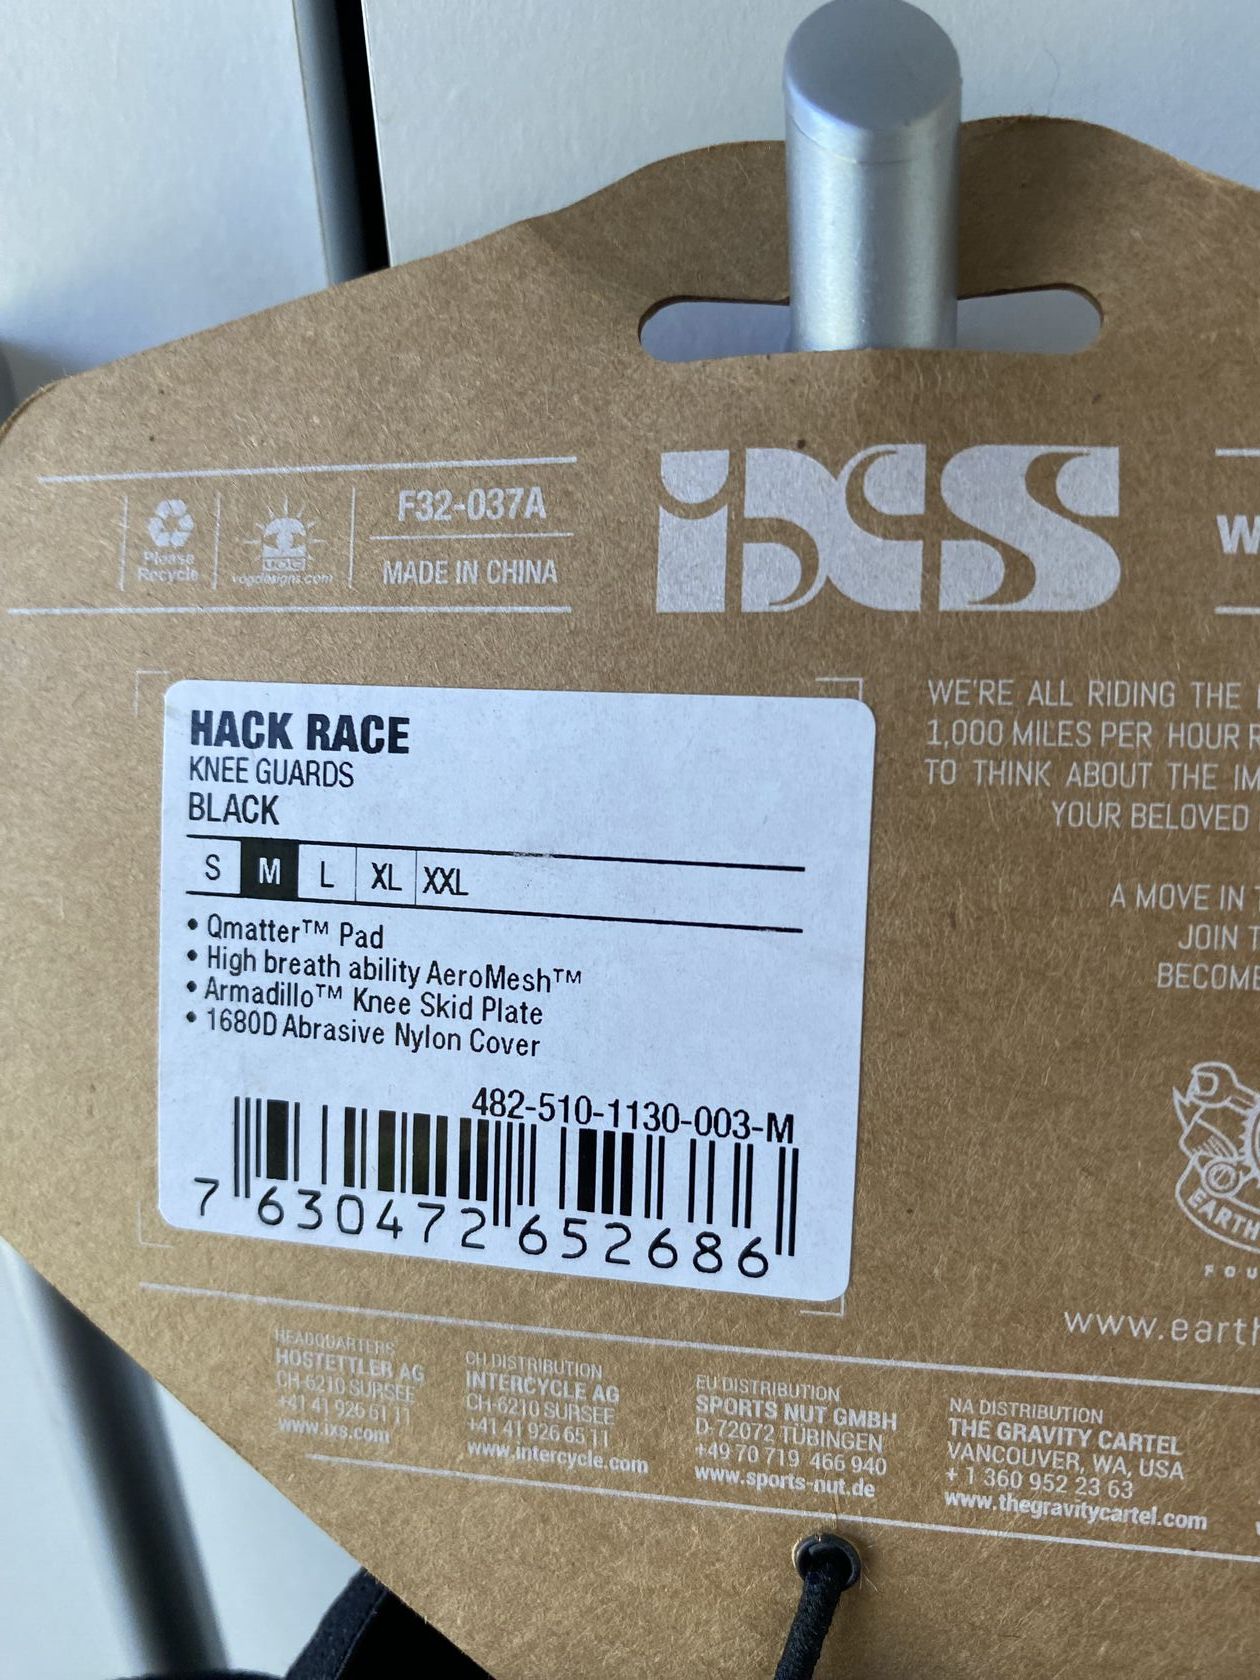 F32-037A
MADE IN CHINA
Please
Recycle
vogdesigns.com
iXS
W
HACK RACE
KNEE GUARDS
BLACK
S M L XL XXL
• Qmatter™ Pad
• High breath ability AeroMesh™
• Armadillo™ Knee Skid Plate
• 1680D Abrasive Nylon Cover
482-510-1130-003-M
7 630472 652686
WE'RE ALL RIDING THE
1,000 MILES PER HOUR R
TO THINK ABOUT THE IM
YOUR BELOVED
A MOVE IN
JOIN T
BECOME
EARTH
FOU
www.earth
HEADQUARTERS
HOSTETTLER AG
CH-6210 SURSEE
+41 41 926 61 11
www.ixs.com
CH DISTRIBUTION
INTERCYCLE AG
CH-6210 SURSEE
+41 41 926 65 11
www.intercycle.com
EU DISTRIBUTION
SPORTS NUT GMBH
D-72072 TÜBINGEN
+49 70 719 466 940
www.sports-nut.de
NA DISTRIBUTION
THE GRAVITY CARTEL
VANCOUVER, WA, USA
+ 1 360 952 23 63
www.thegravitycartel.com